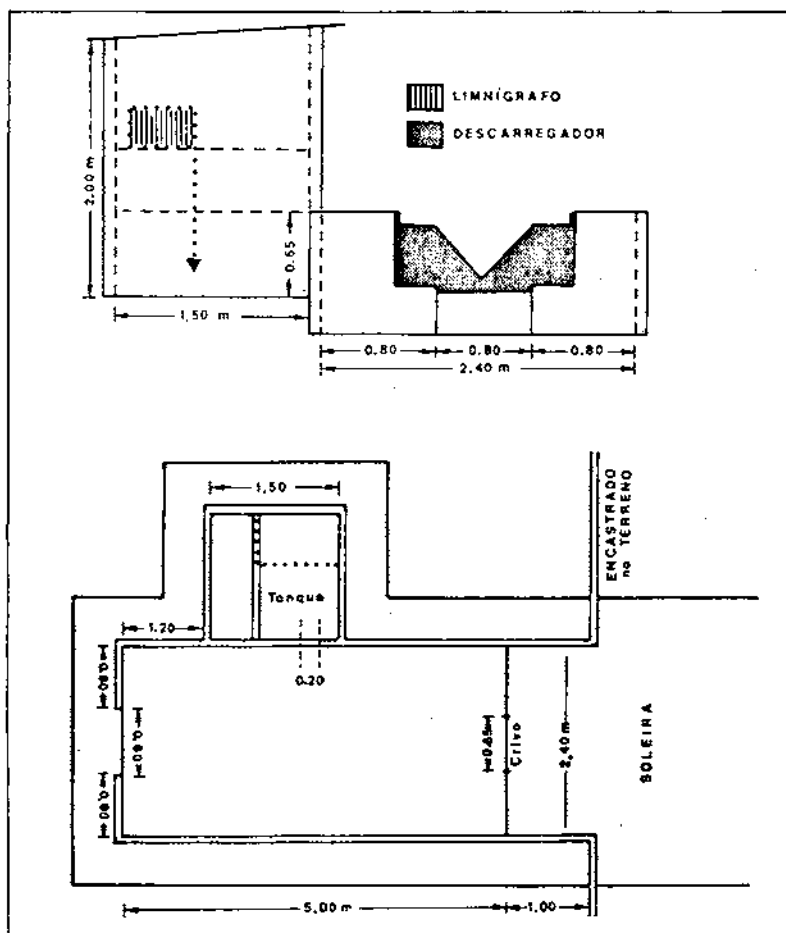 LIMNÍGRAFO
DESCARREGADOR
2.00 m
0.65
1,50 m
0.80
0.80
0.80
2.40 m
1,50
ENCASTRADO
no TERRENO
Tanque
1.20
0.20
0,80
0,80
0,80
0,65
Crivo
2,40 m
SOLEIRA
5,00 m
1,00